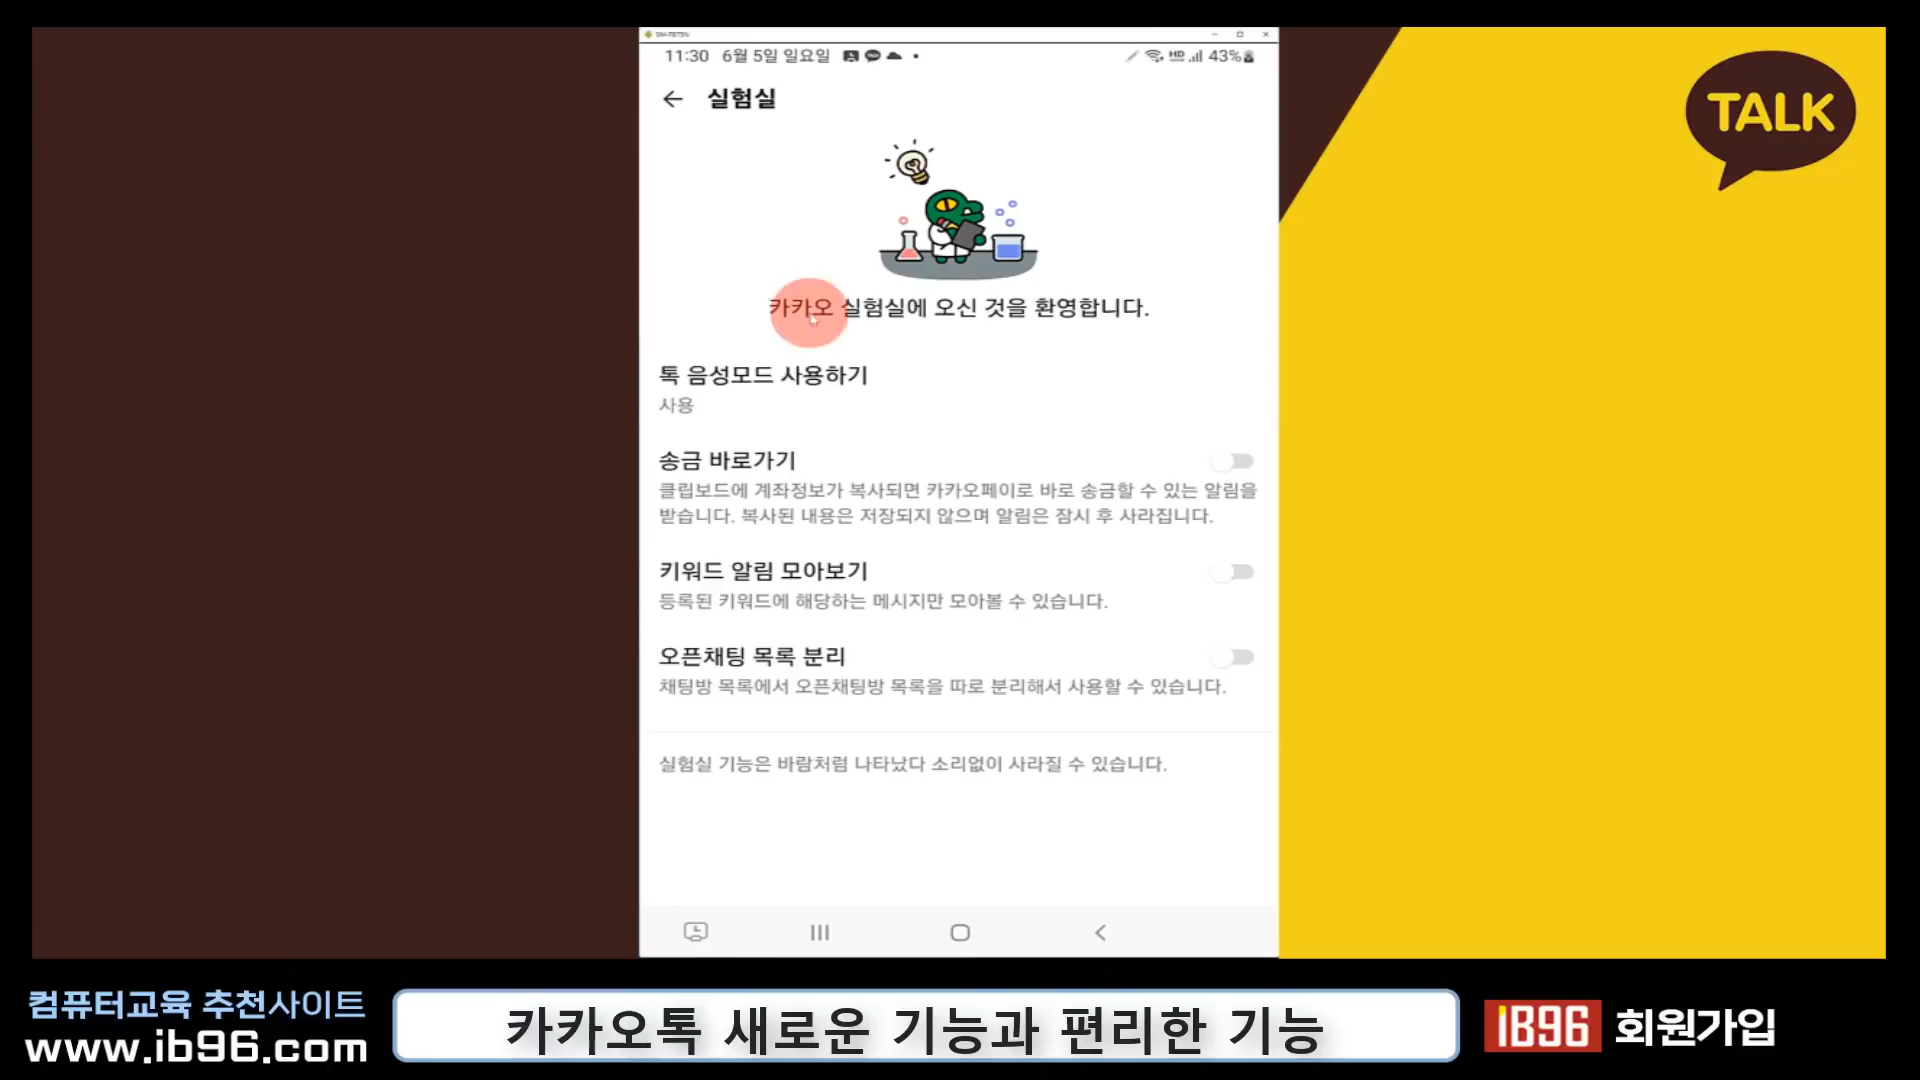 11:30 6월 5일 일요일
HD 43%
실험실
TALK
카카오 실험실에 오신 것을 환영합니다.
톡 음성모드 사용하기
사용
송금 바로가기
클립보드에 계좌정보가 복사되면 카카오페이로 바로 송금할 수 있는 알림을
받습니다. 복사된 내용은 저장되지 않으며 알림은 잠시 후 사라집니다.
키워드 알림 모아보기
등록된 키워드에 해당하는 메시지만 모아볼 수 있습니다.
오픈채팅 목록 분리
채팅방 목록에서 오픈채팅방 목록을 따로 분리해서 사용할 수 있습니다.
실험실 기능은 바람처럼 나타났다 소리없이 사라질 수 있습니다.
컴퓨터교육 추천사이트
www.ib96.com
카카오톡 새로운 기능과 편리한 기능
IB96 회원가입